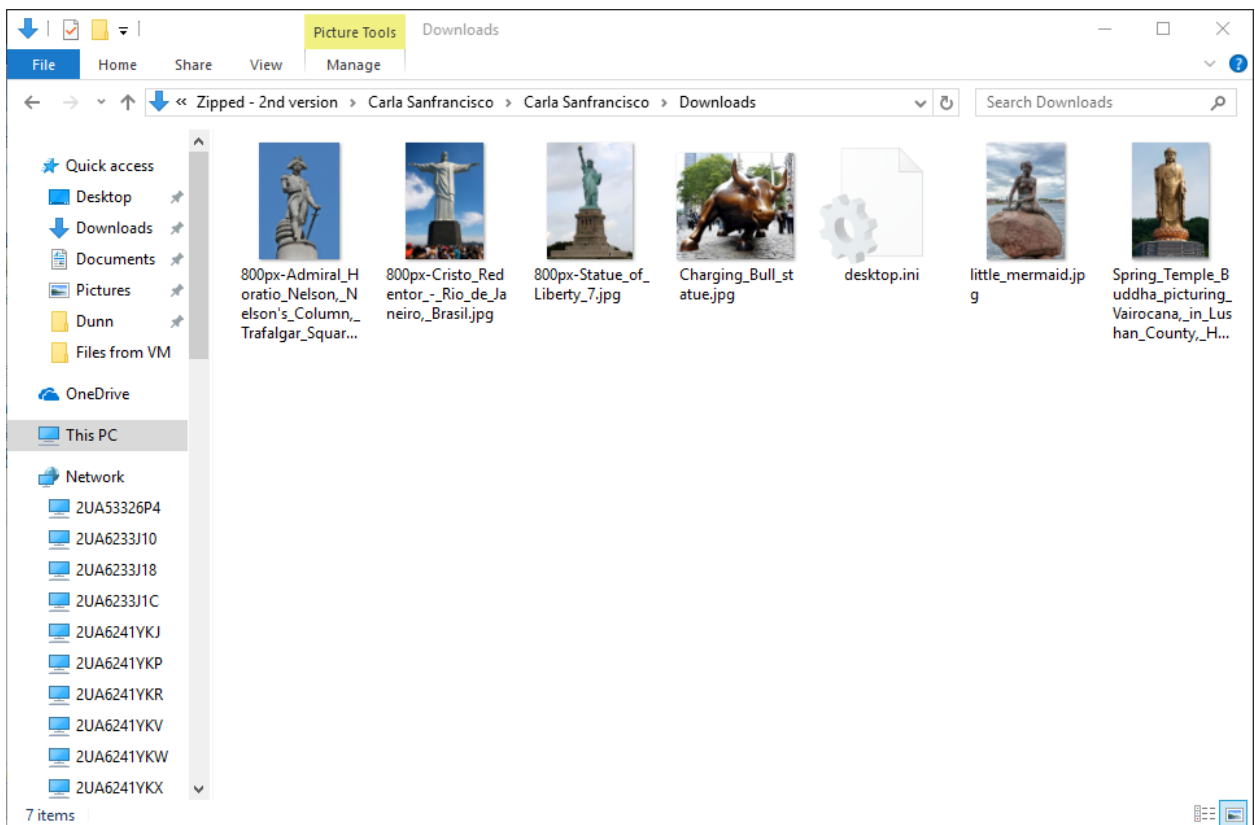 Picture Tools Downloads
File Home Share View Manage
« Zipped - 2nd version › Carla Sanfrancisco › Carla Sanfrancisco › Downloads Search Downloads
Quick access
Desktop
Downloads
Documents
Pictures
Dunn
Files from VM
OneDrive
This PC
Network
2UA53326P4
2UA6233J10
2UA6233J18
2UA6233J1C
2UA6241YKJ
2UA6241YKP
2UA6241YKR
2UA6241YKV
2UA6241YKW
2UA6241YKX
800px-Admiral_H
oratio_Nelson,_N
elson's_Column,_
Trafalgar_Squar...
800px-Cristo_Red
entor_-_Rio_de_Ja
neiro,_Brasil.jpg
800px-Statue_of_
Liberty_7.jpg
Charging_Bull_st
atue.jpg
desktop.ini
little_mermaid.jp
g
Spring_Temple_B
uddha_picturing_
Vairocana,_in_Lus
han_County,_H...
7 items